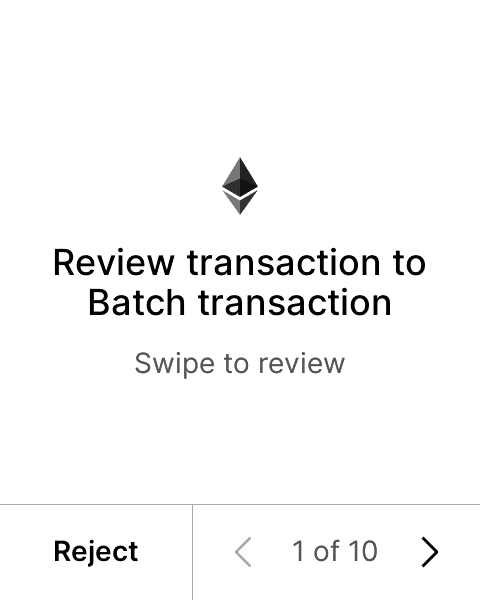 Review transaction to
Batch transaction
Swipe to review
Reject
1 of 10